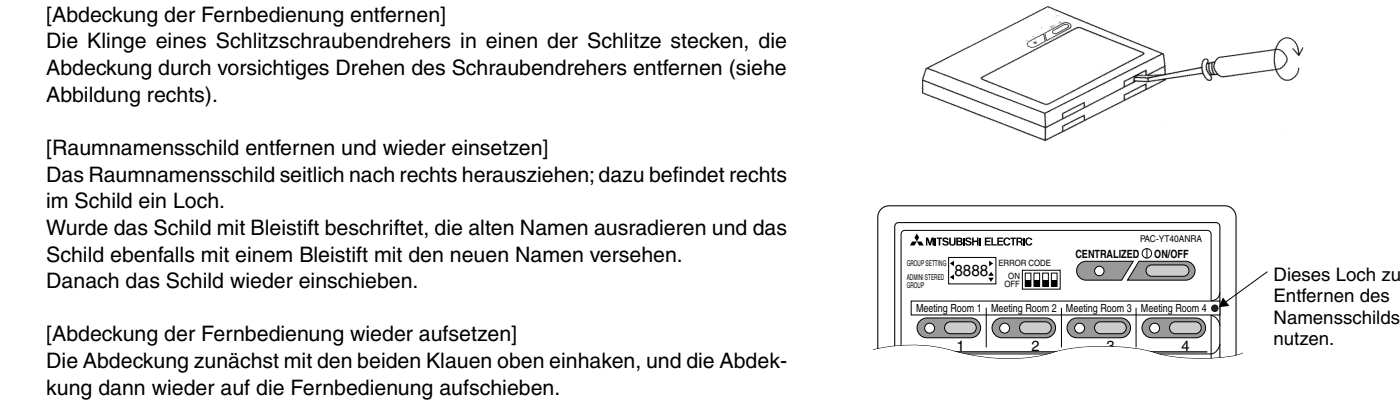 [Abdeckung der Fernbedienung entfernen]
Die Klinge eines Schlitzschraubendrehers in einen der Schlitze stecken, die
Abdeckung durch vorsichtiges Drehen des Schraubendrehers entfernen (siehe
Abbildung rechts).
[Raumnamensschild entfernen und wieder einsetzen]
Das Raumnamensschild seitlich nach rechts herausziehen; dazu befindet rechts
im Schild ein Loch.
Wurde das Schild mit Bleistift beschriftet, die alten Namen ausradieren und das
Schild ebenfalls mit einem Bleistift mit den neuen Namen versehen.
Danach das Schild wieder einschieben.
[Abdeckung der Fernbedienung wieder aufsetzen]
Die Abdeckung zunächst mit den beiden Klauen oben einhaken, und die Abdek-
kung dann wieder auf die Fernbedienung aufschieben.
MITSUBISHI ELECTRIC PAC-YT40ANRA
CENTRALIZED ON/OFF
GROUP SETTING 8888 ERROR CODE
ADMINISTERED
GROUP
ON
OFF
Meeting Room 1 Meeting Room 2 Meeting Room 3 Meeting Room 4
1 2 3 4
Dieses Loch zu
Entfernen des
Namensschilds
nutzen.